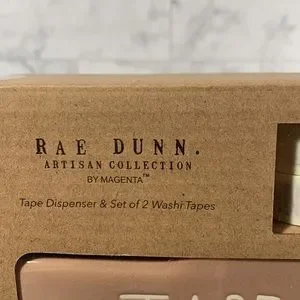 RAE DUNN.
ARTISAN COLLECTION
BY MAGENTA™
Tape Dispenser & Set of 2 Washi Tapes